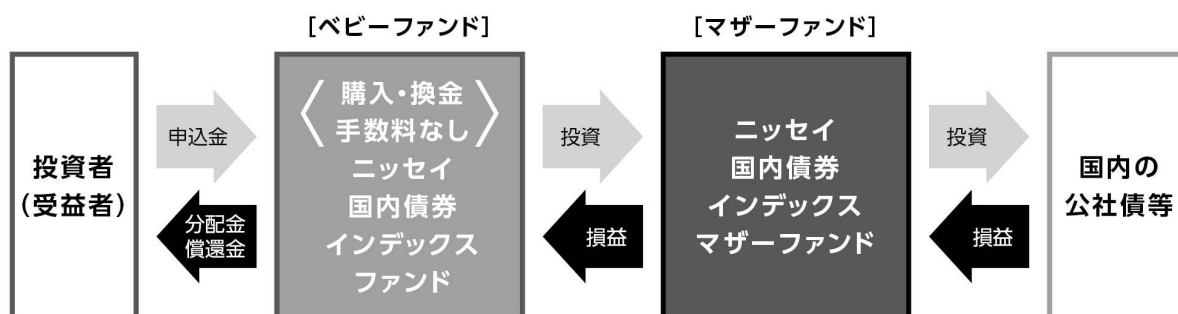 [ベビーファンド]
[マザーファンド]
投資者
(受益者)
申込金
分配金
償還金
〈購入・換金
手数料なし〉
ニッセイ
国内債券
インデックス
ファンド
投資
損益
ニッセイ
国内債券
インデックス
マザーファンド
投資
損益
国内の
公社債等